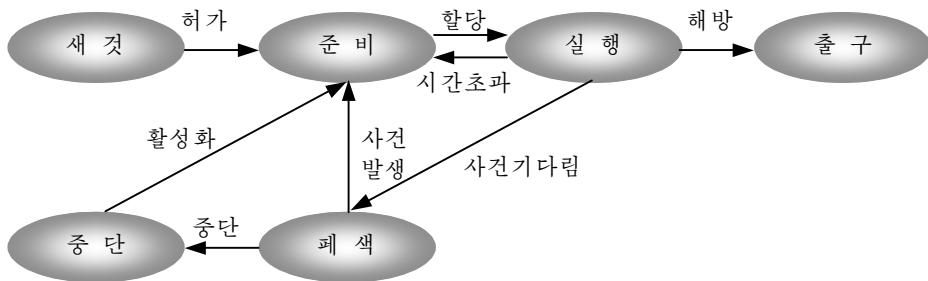 허가
할당
해방
새 것
준 비
실 행
출 구
시간초과
활성화
사건
발생
사건기다림
중단
중 단
페 색